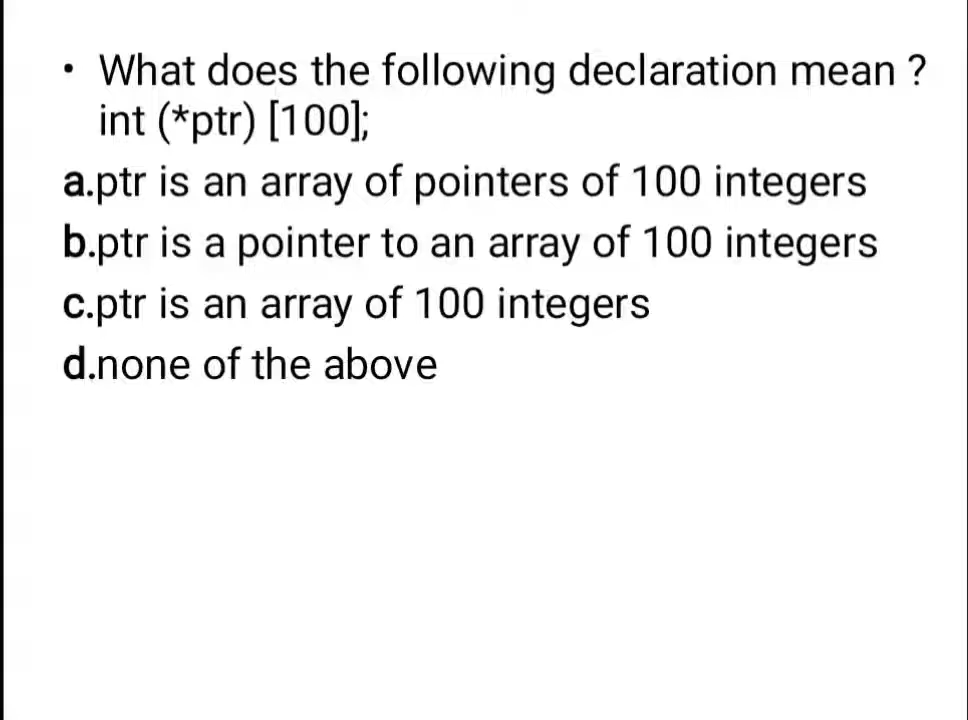 • What does the following declaration mean ?
int (*ptr) [100];
a.ptr is an array of pointers of 100 integers
b.ptr is a pointer to an array of 100 integers
c.ptr is an array of 100 integers
d.none of the above